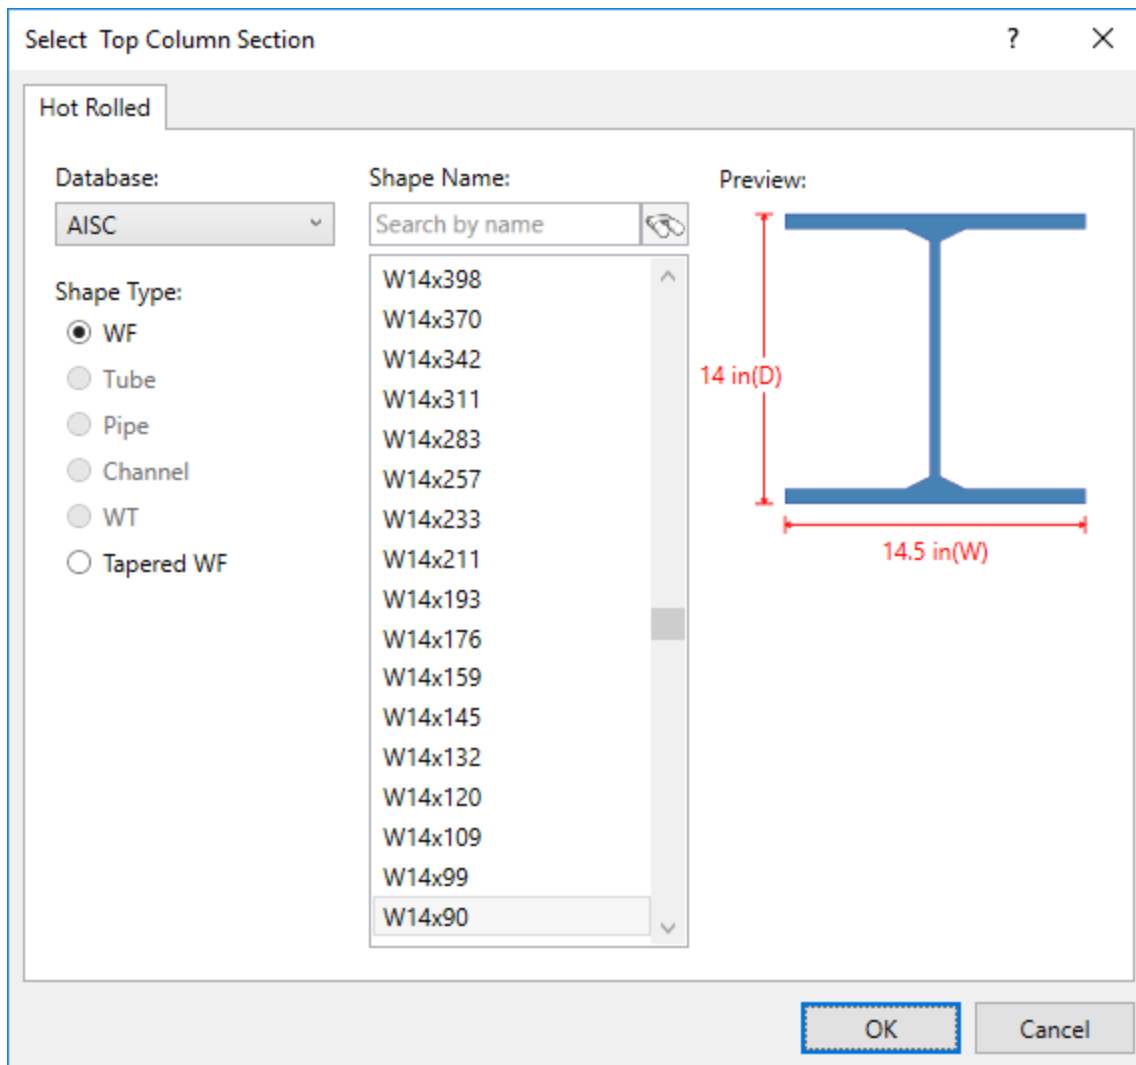 Select  Top Column Section
?
Hot Rolled
Database:
AISC
Shape Type:
WF
Tube
Pipe
Channel
WT
Tapered WF
Shape Name:
Search by name
W14x398
W14x370
W14x342
W14x311
W14x283
W14x257
W14x233
W14x211
W14x193
W14x176
W14x159
W14x145
W14x132
W14x120
W14x109
W14x99
W14x90
Preview:
14 in(D)
14.5 in(W)
OK
Cancel